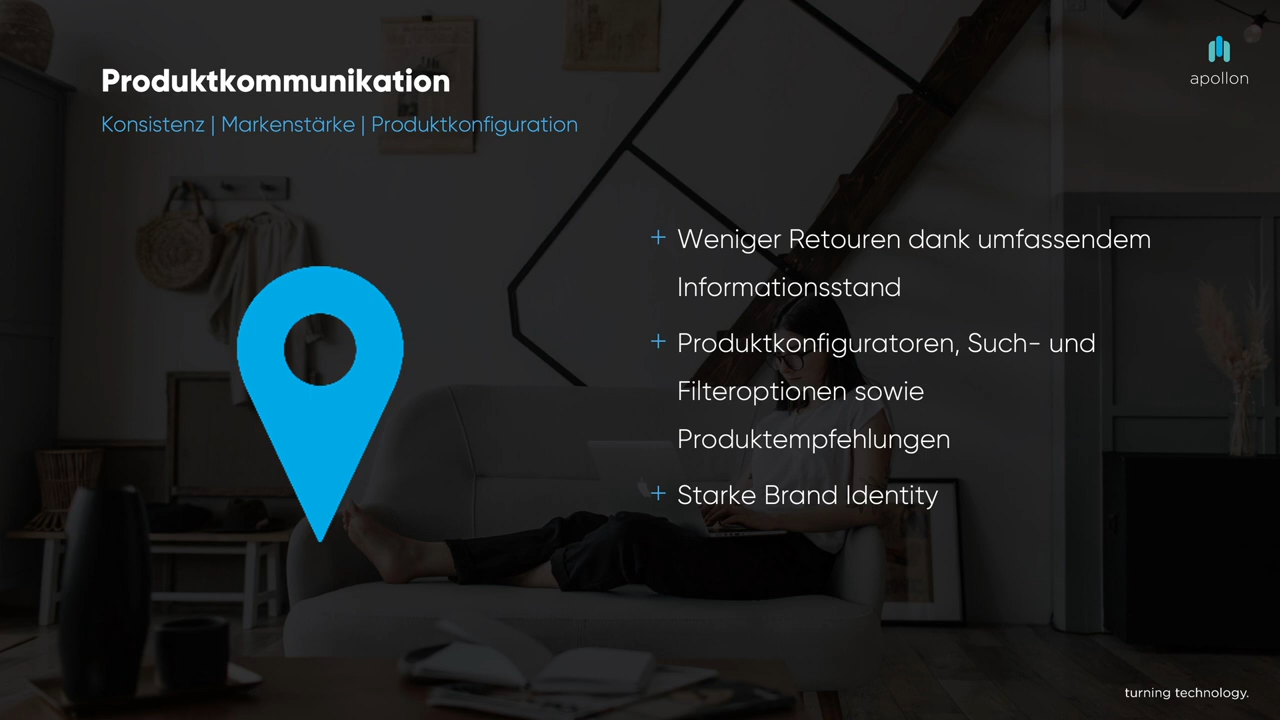 Produktkommunikation
Konsistenz | Markenstärke | Produktkonfiguration
apollon
+ Weniger Retouren dank umfassendem
Informationsstand
+ Produktkonfiguratoren, Such- und
Filteroptionen sowie
Produktempfehlungen
+ Starke Brand Identity
turning technology.